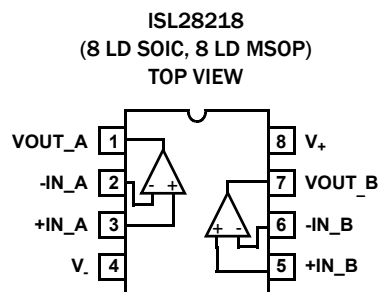 ISL28218
(8 LD SOIC, 8 LD MSOP)
TOP VIEW
VOUT_A 1 8 V+
-IN_A 2 - + 7 VOUT_B
+IN_A 3 + - 6 -IN_B
V- 4 5 +IN_B